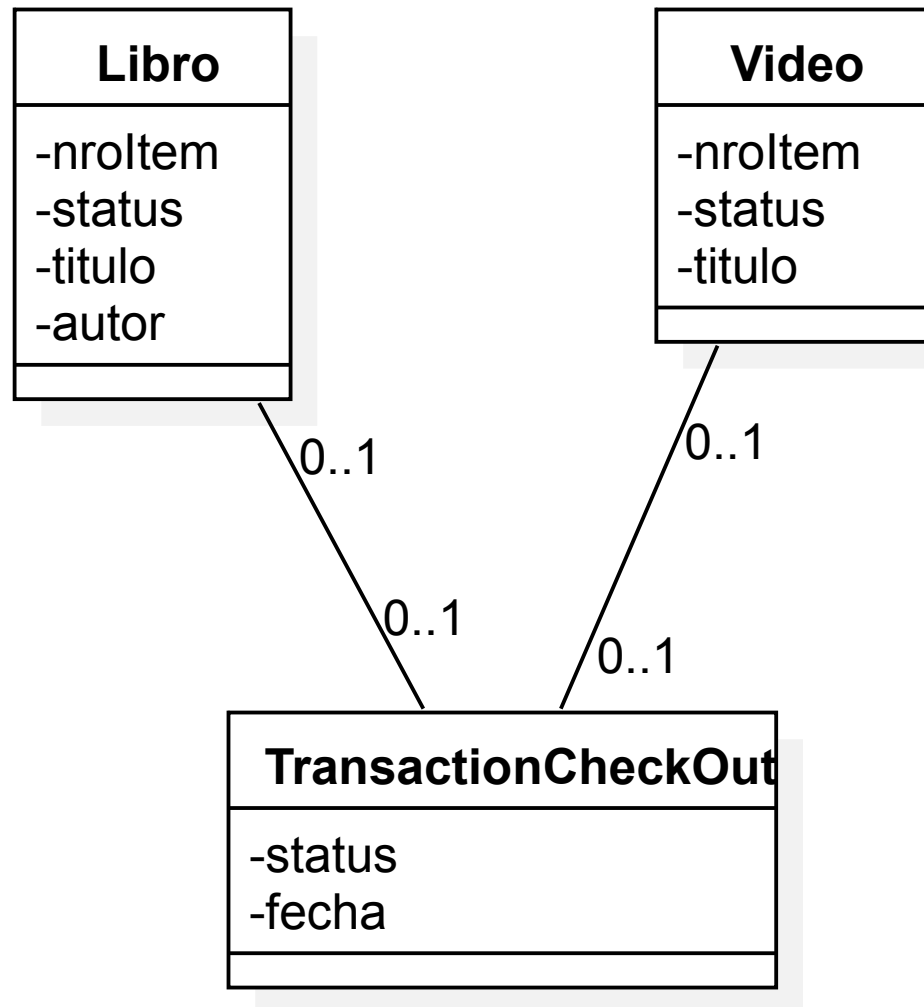 Libro
-nroItem
-status
-titulo
-autor
Video
-nroItem
-status
-titulo
0..1
0..1
0..1
0..1
TransactionCheckOut
-status
-fecha